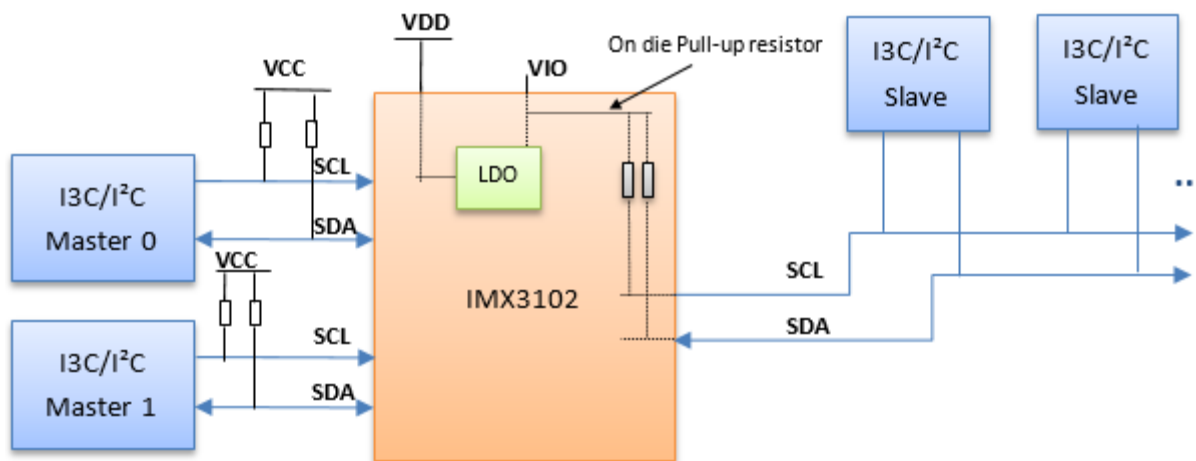 VDD
On die Pull-up resistor
I3C/I²C
Slave
I3C/I²C
Slave
VCC
VIO
I3C/I²C
Master 0
SCL
SDA
LDO
..
VCC
IMX3102
SCL
SDA
I3C/I²C
Master 1
SCL
SDA